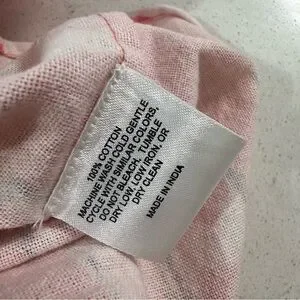 100% COTTON
MACHINE WASH COLD GENTLE
CYCLE WITH SIMILAR COLORS,
DO NOT BLEACH, TUMBLE
DRY LOW, LOW IRON, OR
DRY CLEAN
MADE IN INDIA